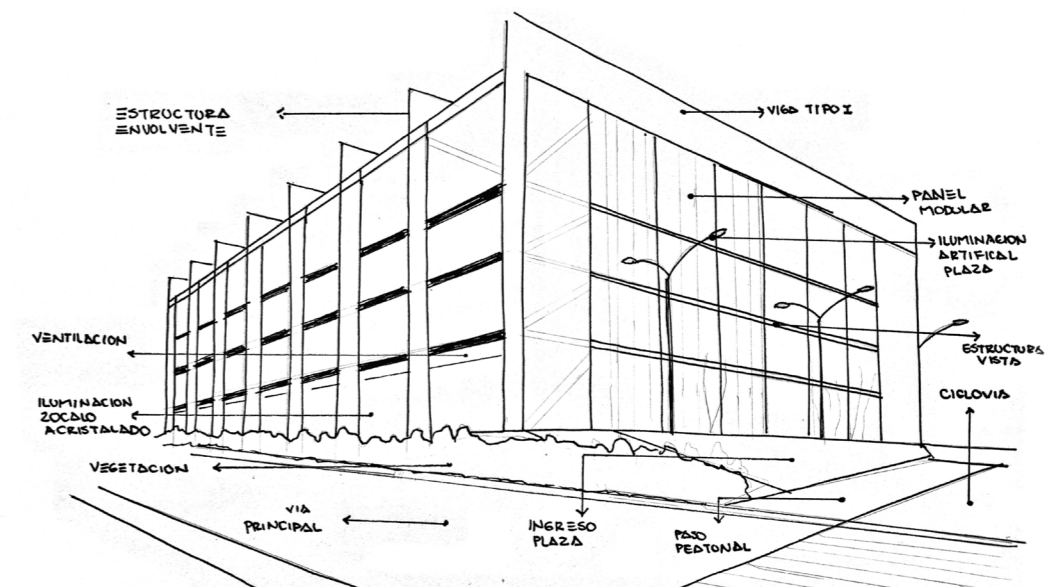 ESTRUCTURA
ENVOLVENTE
VIGA TIPO I
PANEL
MODULAR
ILUMINACION
ARTIFICAL
PLAZA
VENTILACION
ESTRUCTURA
VISTA
ILUMINACION
ZOCALO
ACRISTALADO
CICLOVIA
VEGETACION
VIA
PRINCIPAL
INGRESO
PLAZA
PASO
PEATONAL